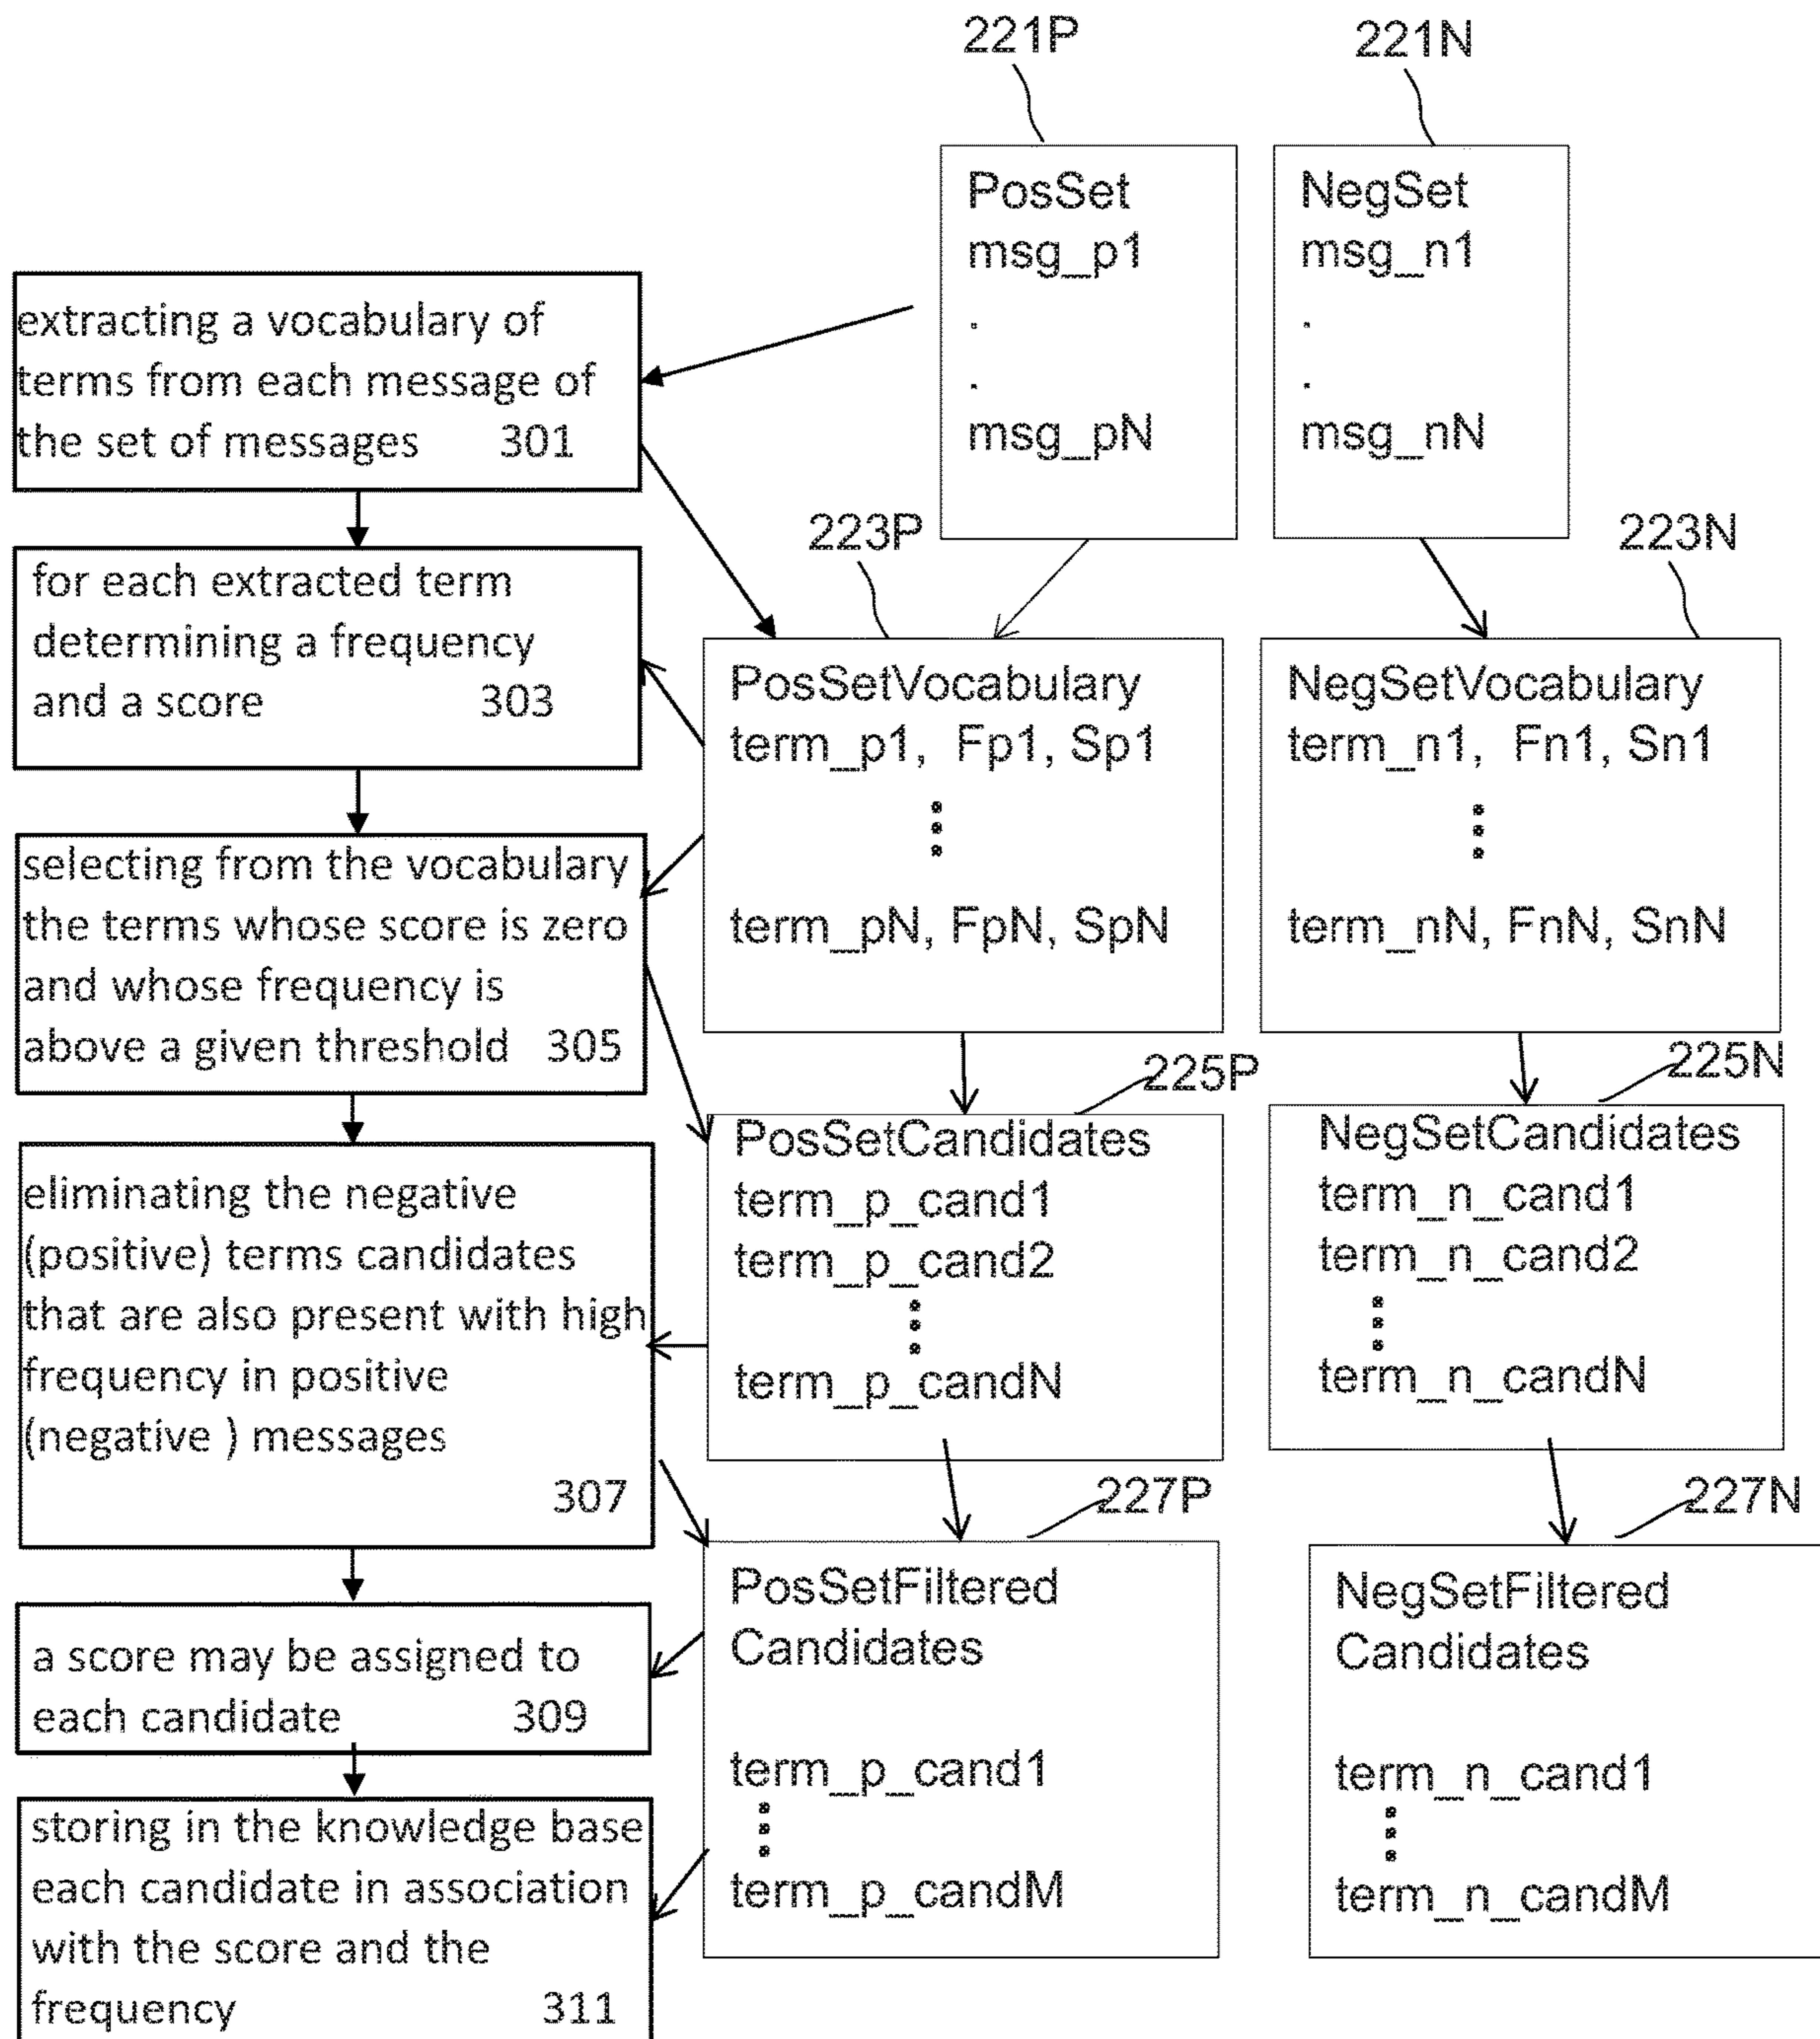 221P
221N
PosSet
msg_p1
.
.
msg_pN
NegSet
msg_n1
.
.
msg_nN
extracting a vocabulary of
terms from each message of
the set of messages 301
223P
223N
for each extracted term
determining a frequency
and a score 303
PosSetVocabulary
term_p1, Fp1, Sp1
term_pN, FpN, SpN
NegSetVocabulary
term_n1, Fn1, Sn1
term_nN, FnN, SnN
selecting from the vocabulary
the terms whose score is zero
and whose frequency is
above a given threshold 305
225P
225N
PosSetCandidates
term_p_cand1
term_p_cand2
term_p_candN
NegSetCandidates
term_n_cand1
term_n_cand2
term_n_candN
eliminating the negative
(positive) terms candidates
that are also present with high
frequency in positive
(negative ) messages
307
227P
227N
PosSetFiltered
Candidates
term_p_cand1
term_p_candM
NegSetFiltered
Candidates
term_n_cand1
term_n_candM
a score may be assigned to
each candidate 309
storing in the knowledge base
each candidate in association
with the score and the
frequency 311